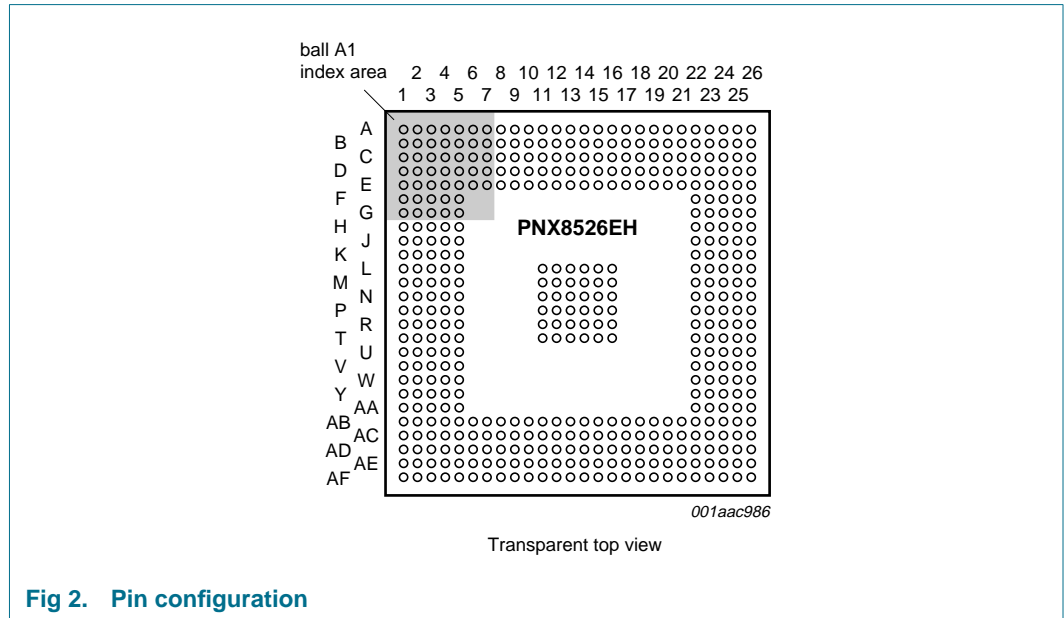 ball A1
index area
2 4 6 8 10 12 14 16 18 20 22 24 26
1 3 5 7 9 11 13 15 17 19 21 23 25
A
B
C
D
E
F
G
H
J
K
L
M
N
P
R
T
U
V
W
Y
AA
AB
AC
AD
AE
AF
PNX8526EH
001aac986
Transparent top view
Fig 2. Pin configuration